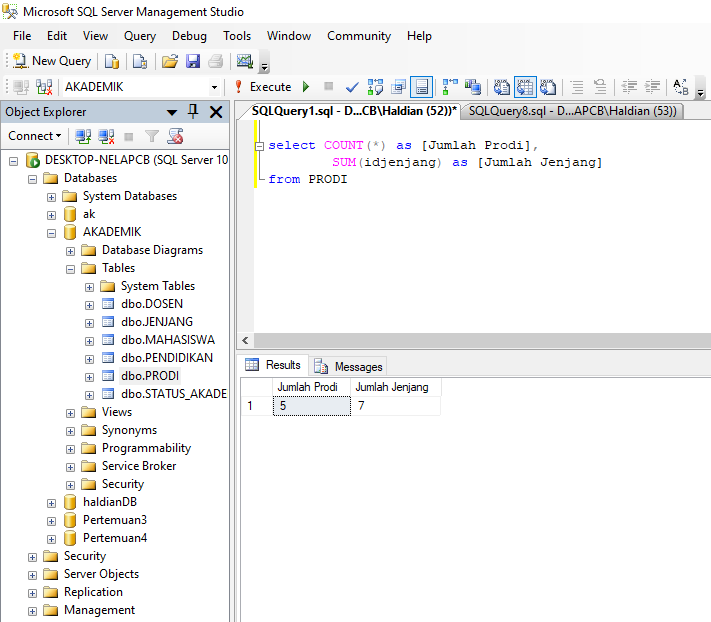 Microsoft SQL Server Management Studio
File Edit View Query Debug Tools Window Community Help
New Query
AKADEMIK
Execute
Object Explorer
Connect
DESKTOP-NELAPCB (SQL Server 10
Databases
System Databases
ak
AKADEMIK
Database Diagrams
Tables
System Tables
dbo.DOSEN
dbo.JENJANG
dbo.MAHASISWA
dbo.PENDIDIKAN
dbo.PRODI
dbo.STATUS_AKADE
Views
Synonyms
Programmability
Service Broker
Security
haldianDB
Pertemuan3
Pertemuan4
Security
Server Objects
Replication
Management
SQLQuery1.sql - D...CB\Haldian (52))* SQLQuery8.sql - D...APCB\Haldian (53))
select COUNT(*) as [Jumlah Prodi],
SUM(idjenjang) as [Jumlah Jenjang]
from PRODI
Results Messages
Jumlah Prodi Jumlah Jenjang
1 5 7